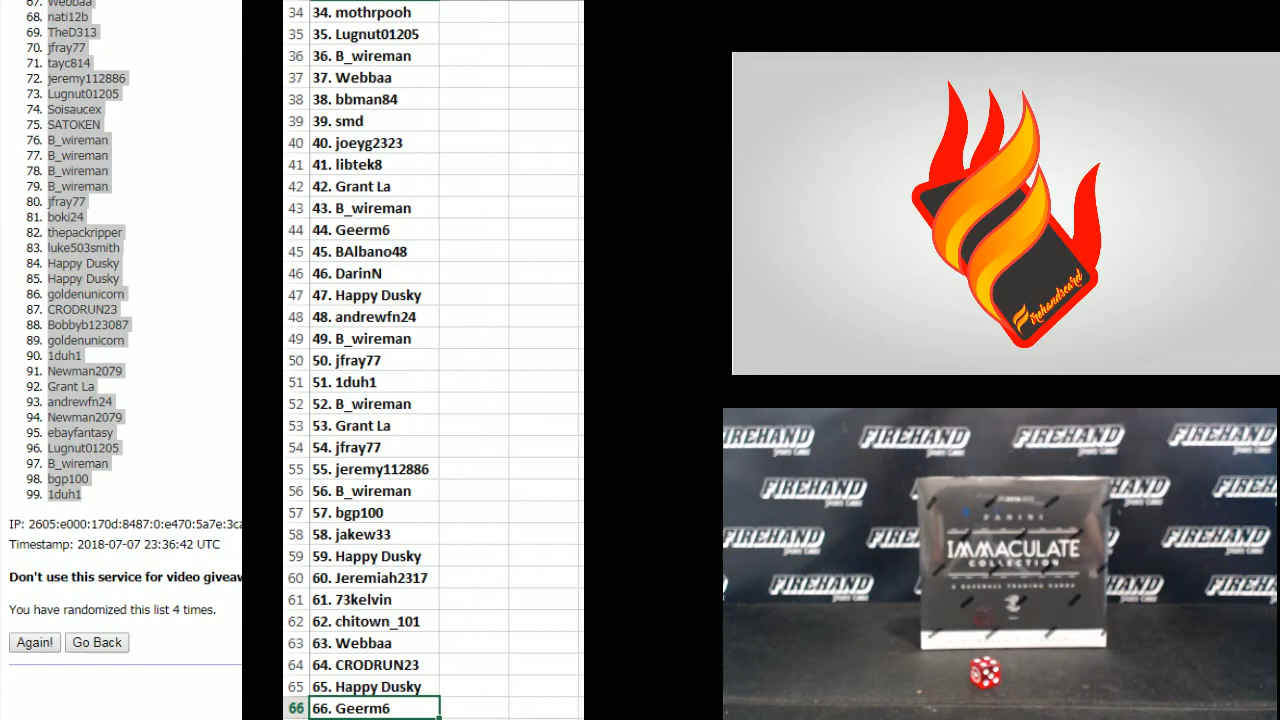 67. Webbaa
68. nati12b
69. TheD313
70. jfray77
71. tayc814
72. jeremy112886
73. Lugnut01205
74. Soisaucex
75. SATOKEN
76. B_wireman
77. B_wireman
78. B_wireman
79. B_wireman
80. jfray77
81. boki24
82. thepackripper
83. luke503smith
84. Happy Dusky
85. Happy Dusky
86. goldenunicorn
87. CRODRUN23
88. Bobbyb123087
89. goldenunicorn
90. 1duh1
91. Newman2079
92. Grant La
93. andrewfn24
94. Newman2079
95. ebayfantasy
96. Lugnut01205
97. B_wireman
98. bgp100
99. 1duh1
IP: 2605:e000:170d:8487:0:e470:5a7e:3ca
Timestamp: 2018-07-07 23:36:42 UTC
Don't use this service for video giveaw
You have randomized this list 4 times.
Again! Go Back
34 34. mothrpooh
35 35. Lugnut01205
36 36. B_wireman
37 37. Webbaa
38 38. bbman84
39 39. smd
40 40. joeyg2323
41 41. libtek8
42 42. Grant La
43 43. B_wireman
44 44. Geerm6
45 45. BAlbano48
46 46. DarinN
47 47. Happy Dusky
48 48. andrewfn24
49 49. B_wireman
50 50. jfray77
51 51. 1duh1
52 52. B_wireman
53 53. Grant La
54 54. jfray77
55 55. jeremy112886
56 56. B_wireman
57 57. bgp100
58 58. jakew33
59 59. Happy Dusky
60 60. Jeremiah2317
61 61. 73kelvin
62 62. chitown_101
63 63. Webbaa
64 64. CRODRUN23
65 65. Happy Dusky
66 66. Geerm6
irehandscard
IREHAND FIREHAND FIREHAND FIREHAND
FIREHAND FIREHAND
PANINI
IMMACULATE
COLLECTION
FIREHAND FIREHAND